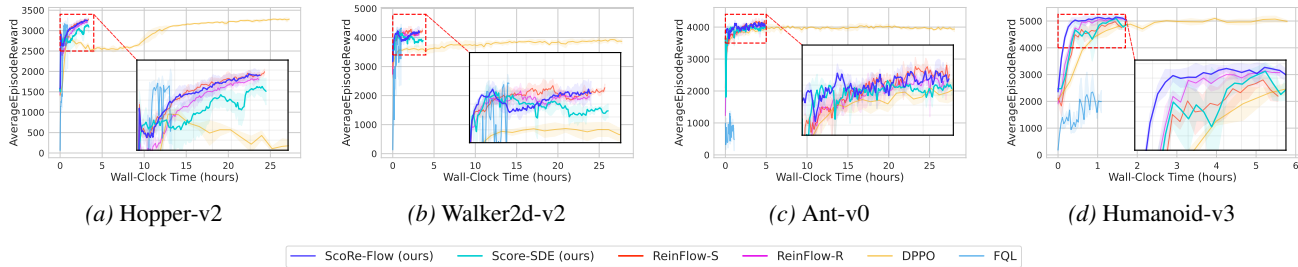 AverageEpisodeReward
3500
3000
2500
2000
1500
1000
500
0
0 5 10 15 20 25
Wall-Clock Time (hours)
(a) Hopper-v2
AverageEpisodeReward
5000
4000
3000
2000
1000
0
0 5 10 15 20 25
Wall-Clock Time (hours)
(b) Walker2d-v2
AverageEpisodeReward
4000
3000
2000
1000
0
0 5 10 15 20 25
Wall-Clock Time (hours)
(c) Ant-v0
AverageEpisodeReward
5000
4000
3000
2000
1000
0
0 1 2 3 4 5 6
Wall-Clock Time (hours)
(d) Humanoid-v3
ScoRe-Flow (ours) Score-SDE (ours) ReinFlow-S ReinFlow-R DPPO FQL